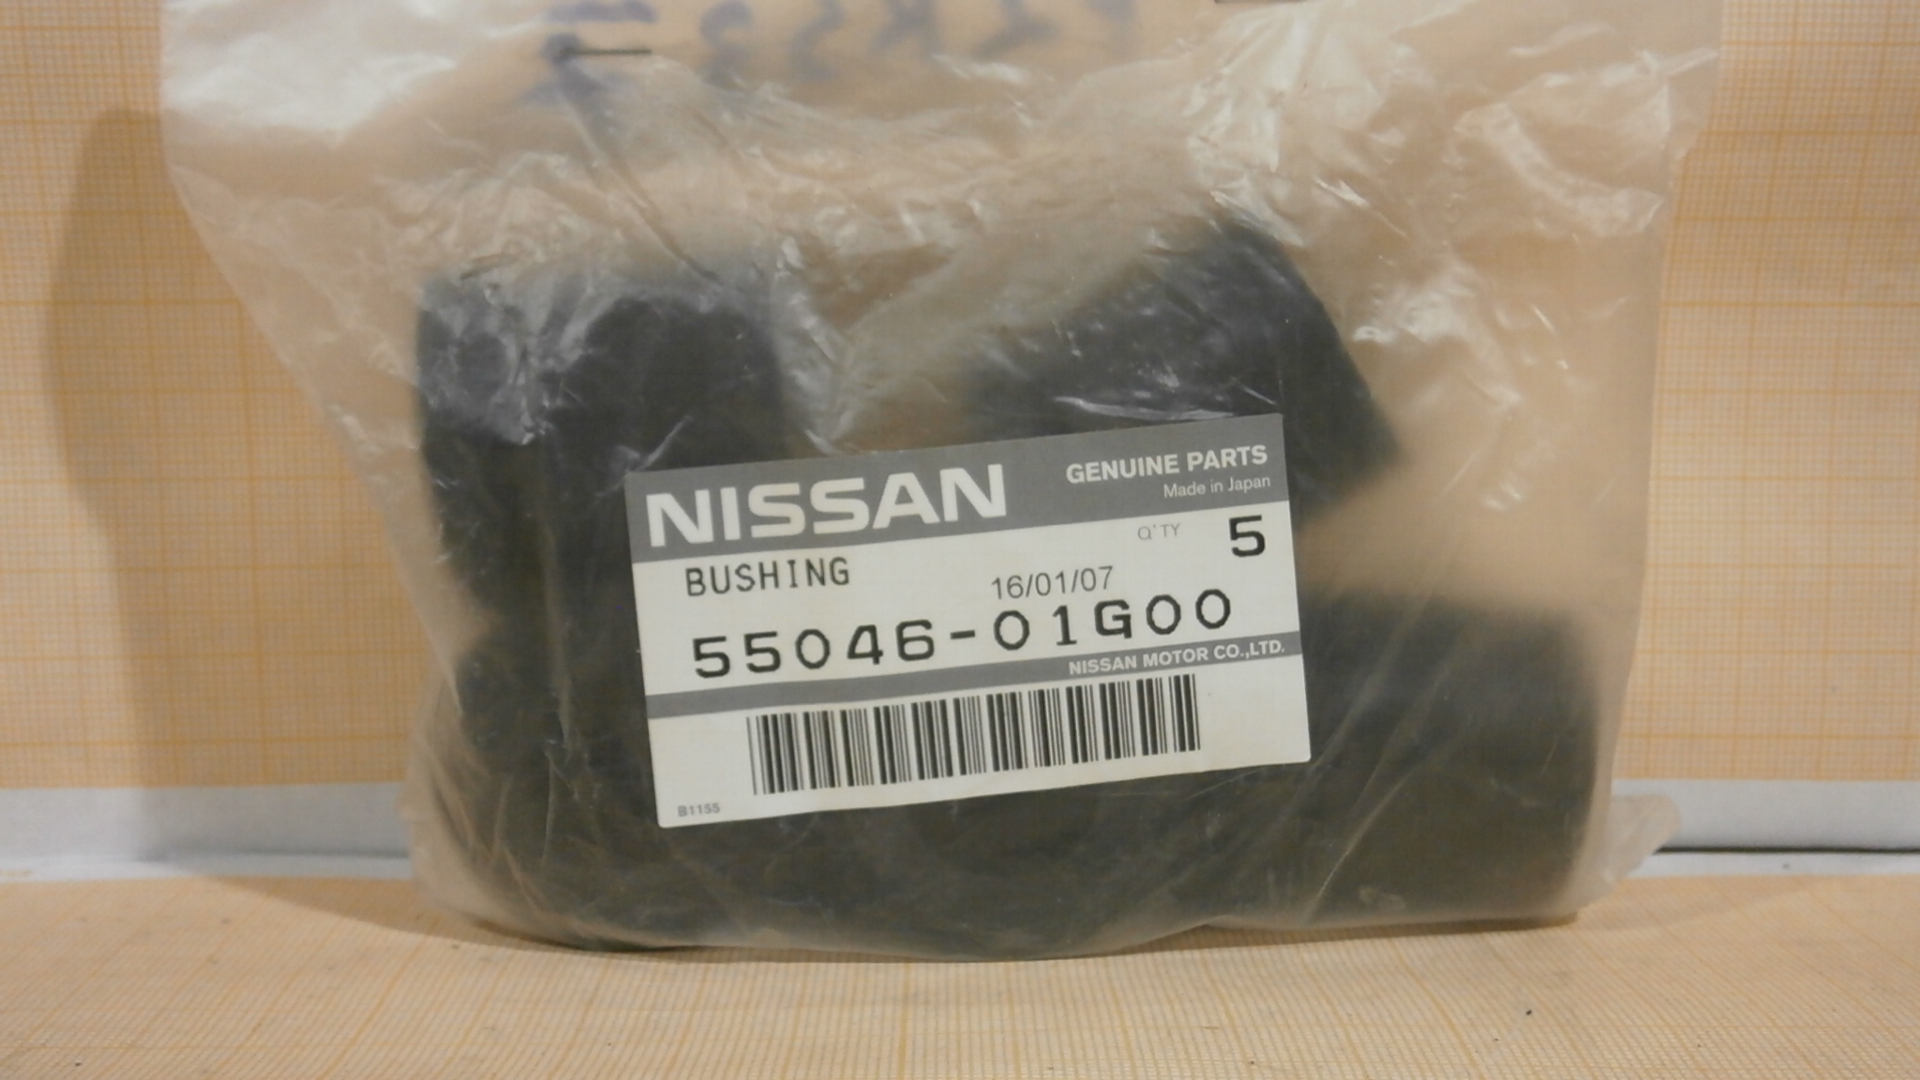 NISSAN
GENUINE PARTS
Made in Japan
Q'TY 5
BUSHING
16/01/07
55046-01G00
NISSAN MOTOR CO.,LTD.
B1155